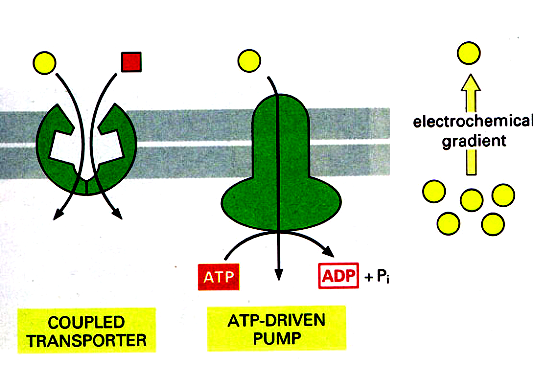 electrochemical
gradient
ATP
ADP + Pi
COUPLED
TRANSPORTER
ATP-DRIVEN
PUMP